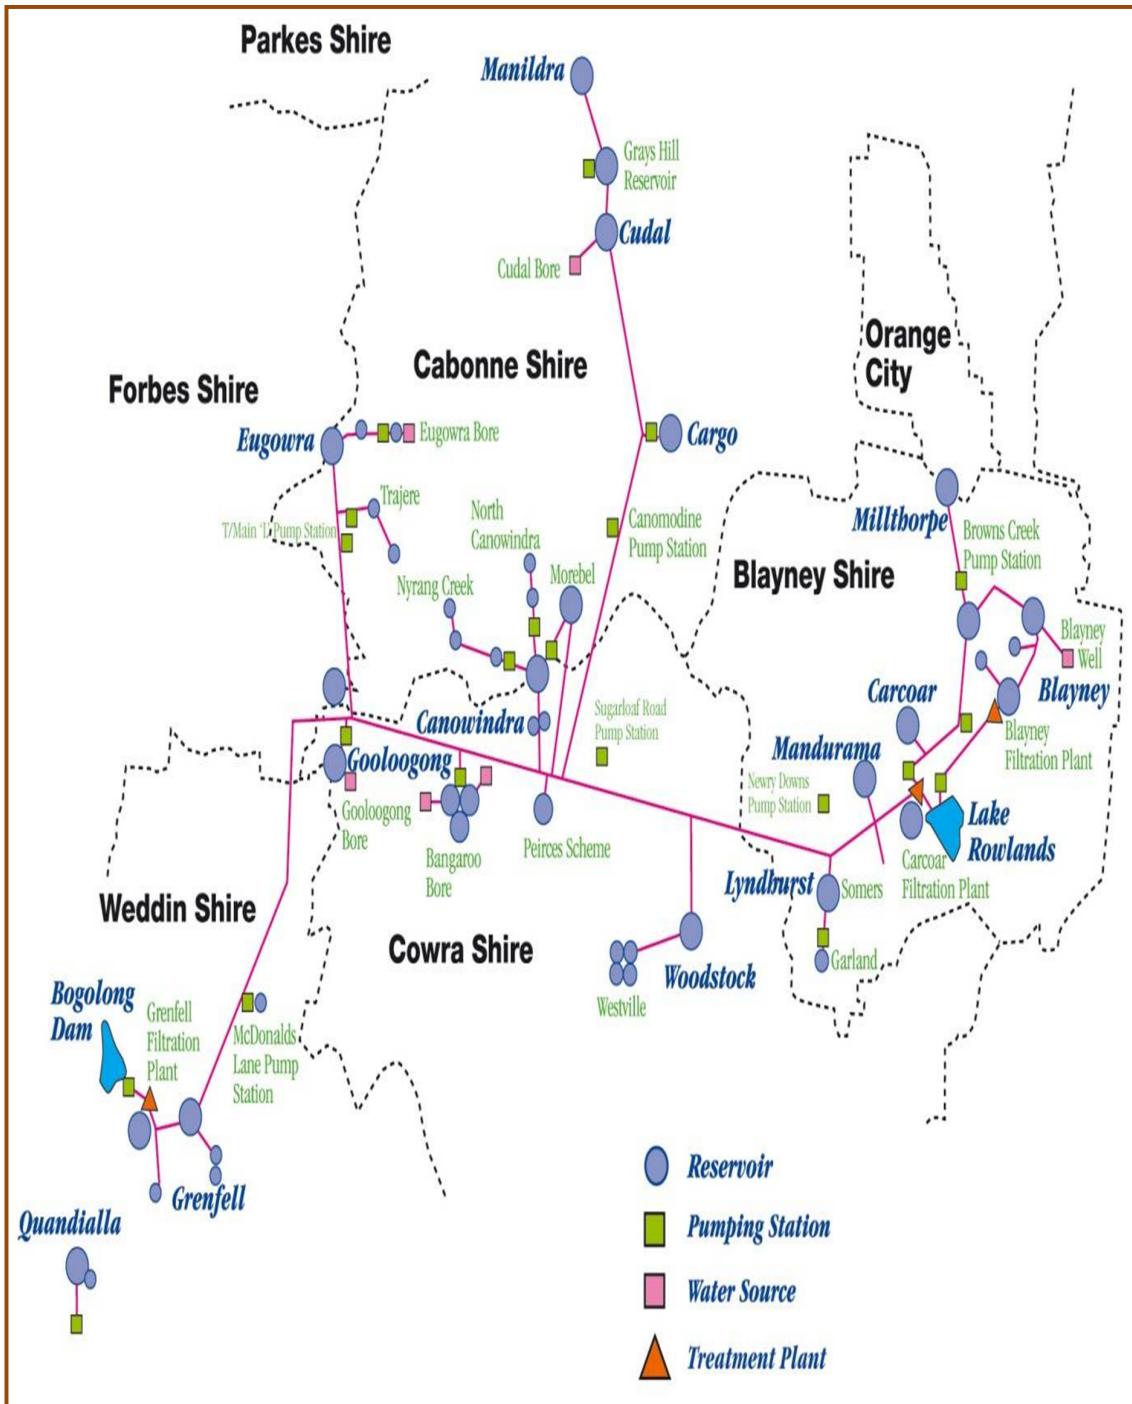 Parkes Shire
Manildra
Grays Hill
Reservoir
Cudal
Cudal Bore
Orange
City
Cabonne Shire
Forbes Shire
Eugowra
Eugowra Bore
Cargo
Trajere
T/Main 'L' Pump Station
North
Canowindra
Canomodine
Pump Station
Millthorpe
Browns Creek
Pump Station
Nyrang Creek
Morebel
Blayney Shire
Blayney
Well
Blayney
Carcoar
Canowindra
Sugarloaf Road
Pump Station
Blayney
Filtration Plant
Mandurama
Gooloogong
Newry Downs
Pump Station
Gooloogong
Bore
Lake
Rowlands
Peirces Scheme
Bangaroo
Bore
Carcoar
Filtration Plant
Lyndhurst
Somers
Weddin Shire
Cowra Shire
Garland
Woodstock
Westville
Bogolong
Dam
Grenfell
Filtration
Plant
McDonalds
Lane Pump
Station
Grenfell
Quandialla
Reservoir
Pumping Station
Water Source
Treatment Plant